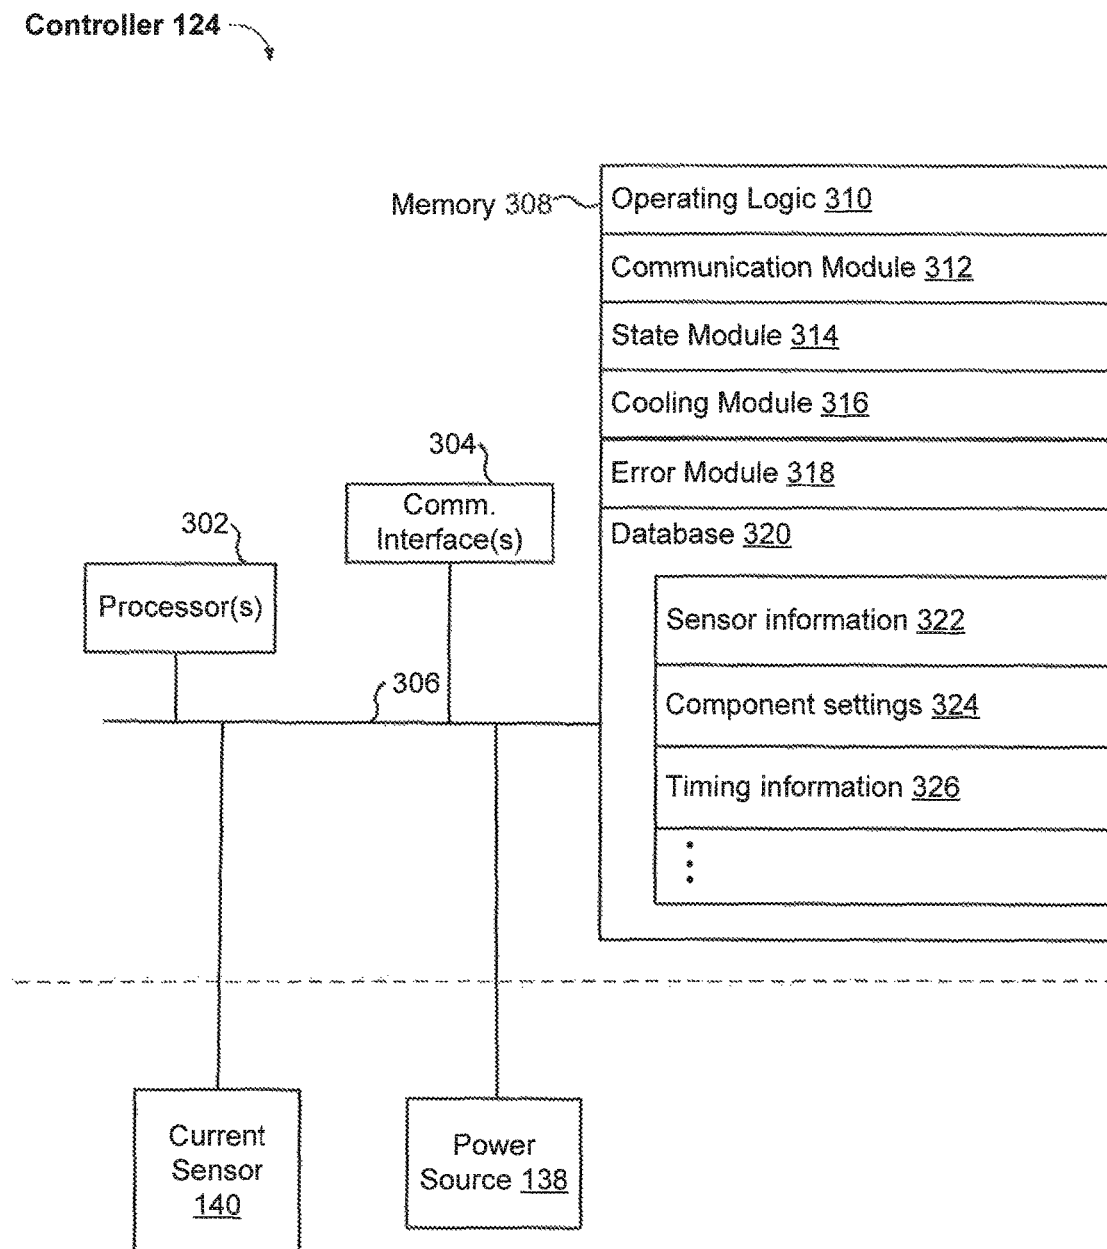 Controller 124
Memory 308
Operating Logic 310
Communication Module 312
State Module 314
Cooling Module 316
Error Module 318
Database 320
Sensor information 322
Component settings 324
Timing information 326
304
Comm.
Interface(s)
302
Processor(s)
306
Current
Sensor
140
Power
Source 138